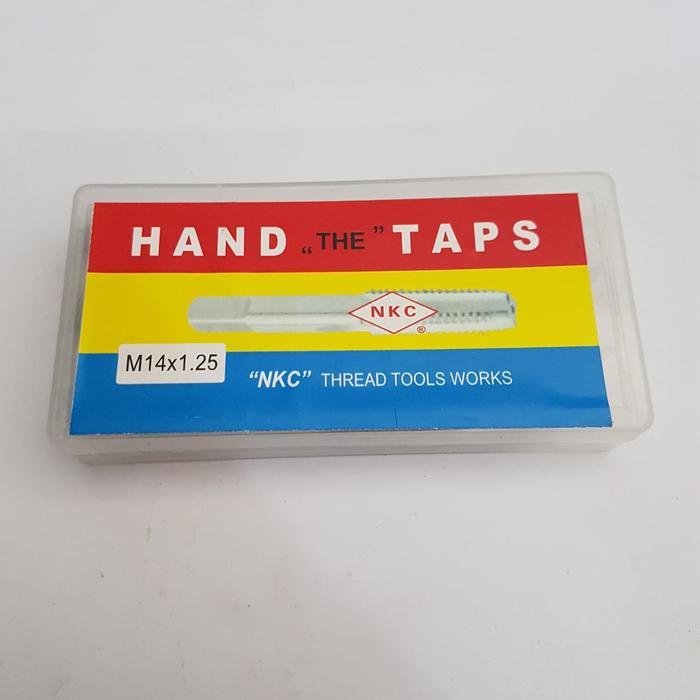 HAND „THE” TAPS
NKC
®
M14x1.25
“NKC” THREAD TOOLS WORKS